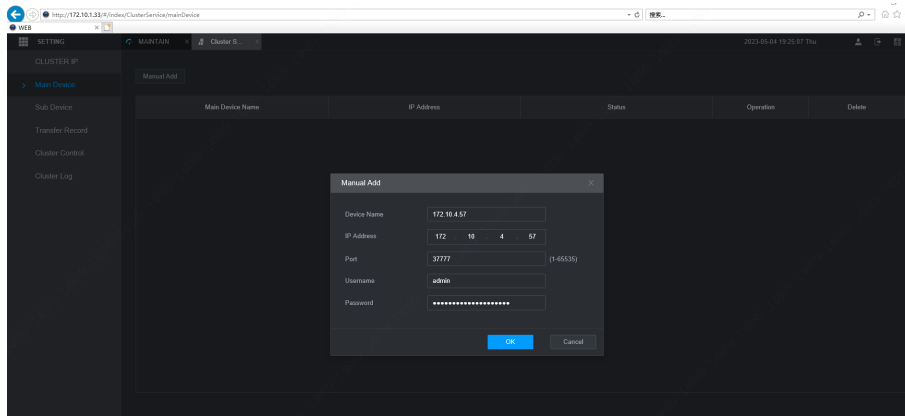 http://172.10.1.33/#/index/ClusterService/mainDevice
搜索...
WEB
SETTING
MAINTAIN
Cluster S...
2023-05-04 19:25:07 Thu
CLUSTER IP
Main Device
Sub Device
Transfer Record
Cluster Control
Cluster Log
Manual Add
Main Device Name IP Address Status Operation Delete
Manual Add
Device Name 172.10.4.57
IP Address 172 . 10 . 4 . 57
Port 37777 (1-65535)
Username admin
Password ●●●●●●●●●●●●●●●●●●●
OK Cancel